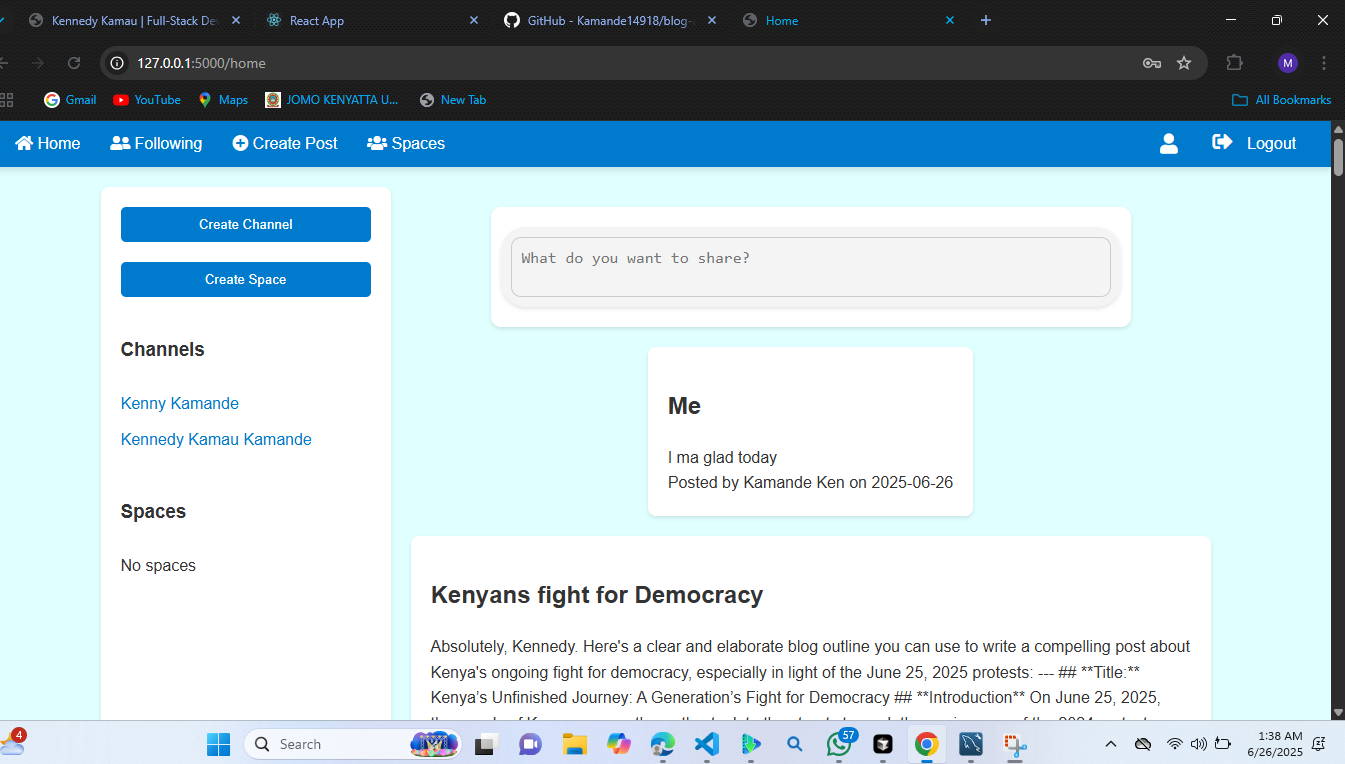 Kennedy Kamau | Full-Stack De
React App
GitHub - Kamande14918/blog-
Home
127.0.0.1:5000/home
M
Gmail
YouTube
Maps
JOMO KENYATTA U...
New Tab
All Bookmarks
Home
Following
Create Post
Spaces
Logout
Create Channel
Create Space
Channels
Kenny Kamande
Kennedy Kamau Kamande
Spaces
No spaces
What do you want to share?
Me
I ma glad today
Posted by Kamande Ken on 2025-06-26
Kenyans fight for Democracy
Absolutely, Kennedy. Here's a clear and elaborate blog outline you can use to write a compelling post about
Kenya's ongoing fight for democracy, especially in light of the June 25, 2025 protests: --- ## **Title:**
Kenya’s Unfinished Journey: A Generation’s Fight for Democracy ## **Introduction** On June 25, 2025,
4
Search
57
1:38 AM
6/26/2025